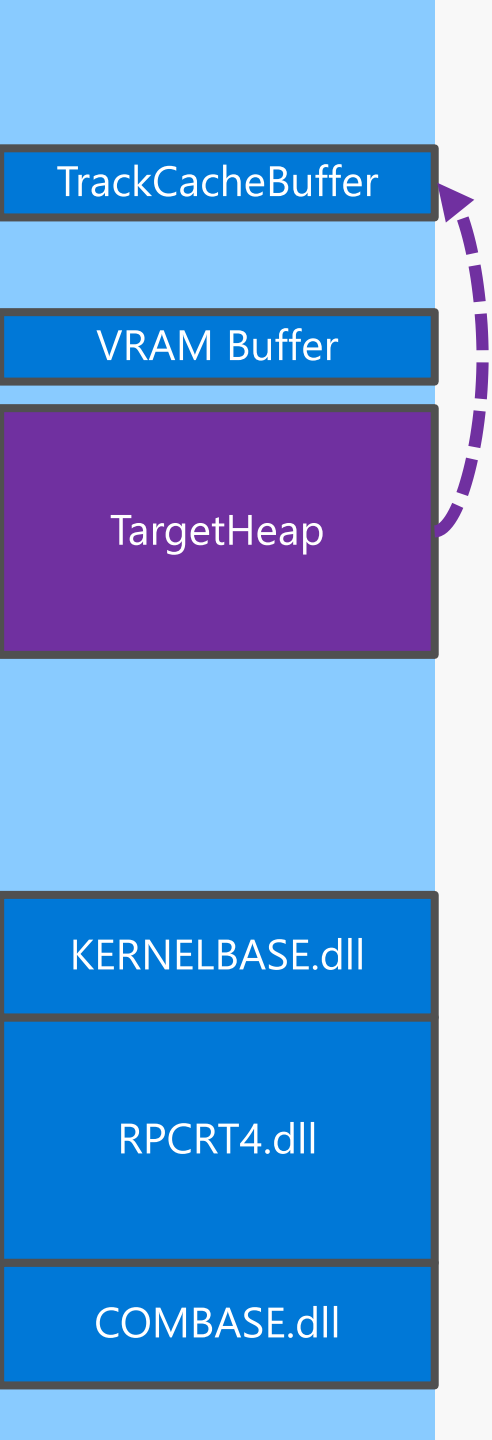 TrackCacheBuffer
VRAM Buffer
TargetHeap
KERNELBASE.dll
RPCRT4.dll
COMBASE.dll